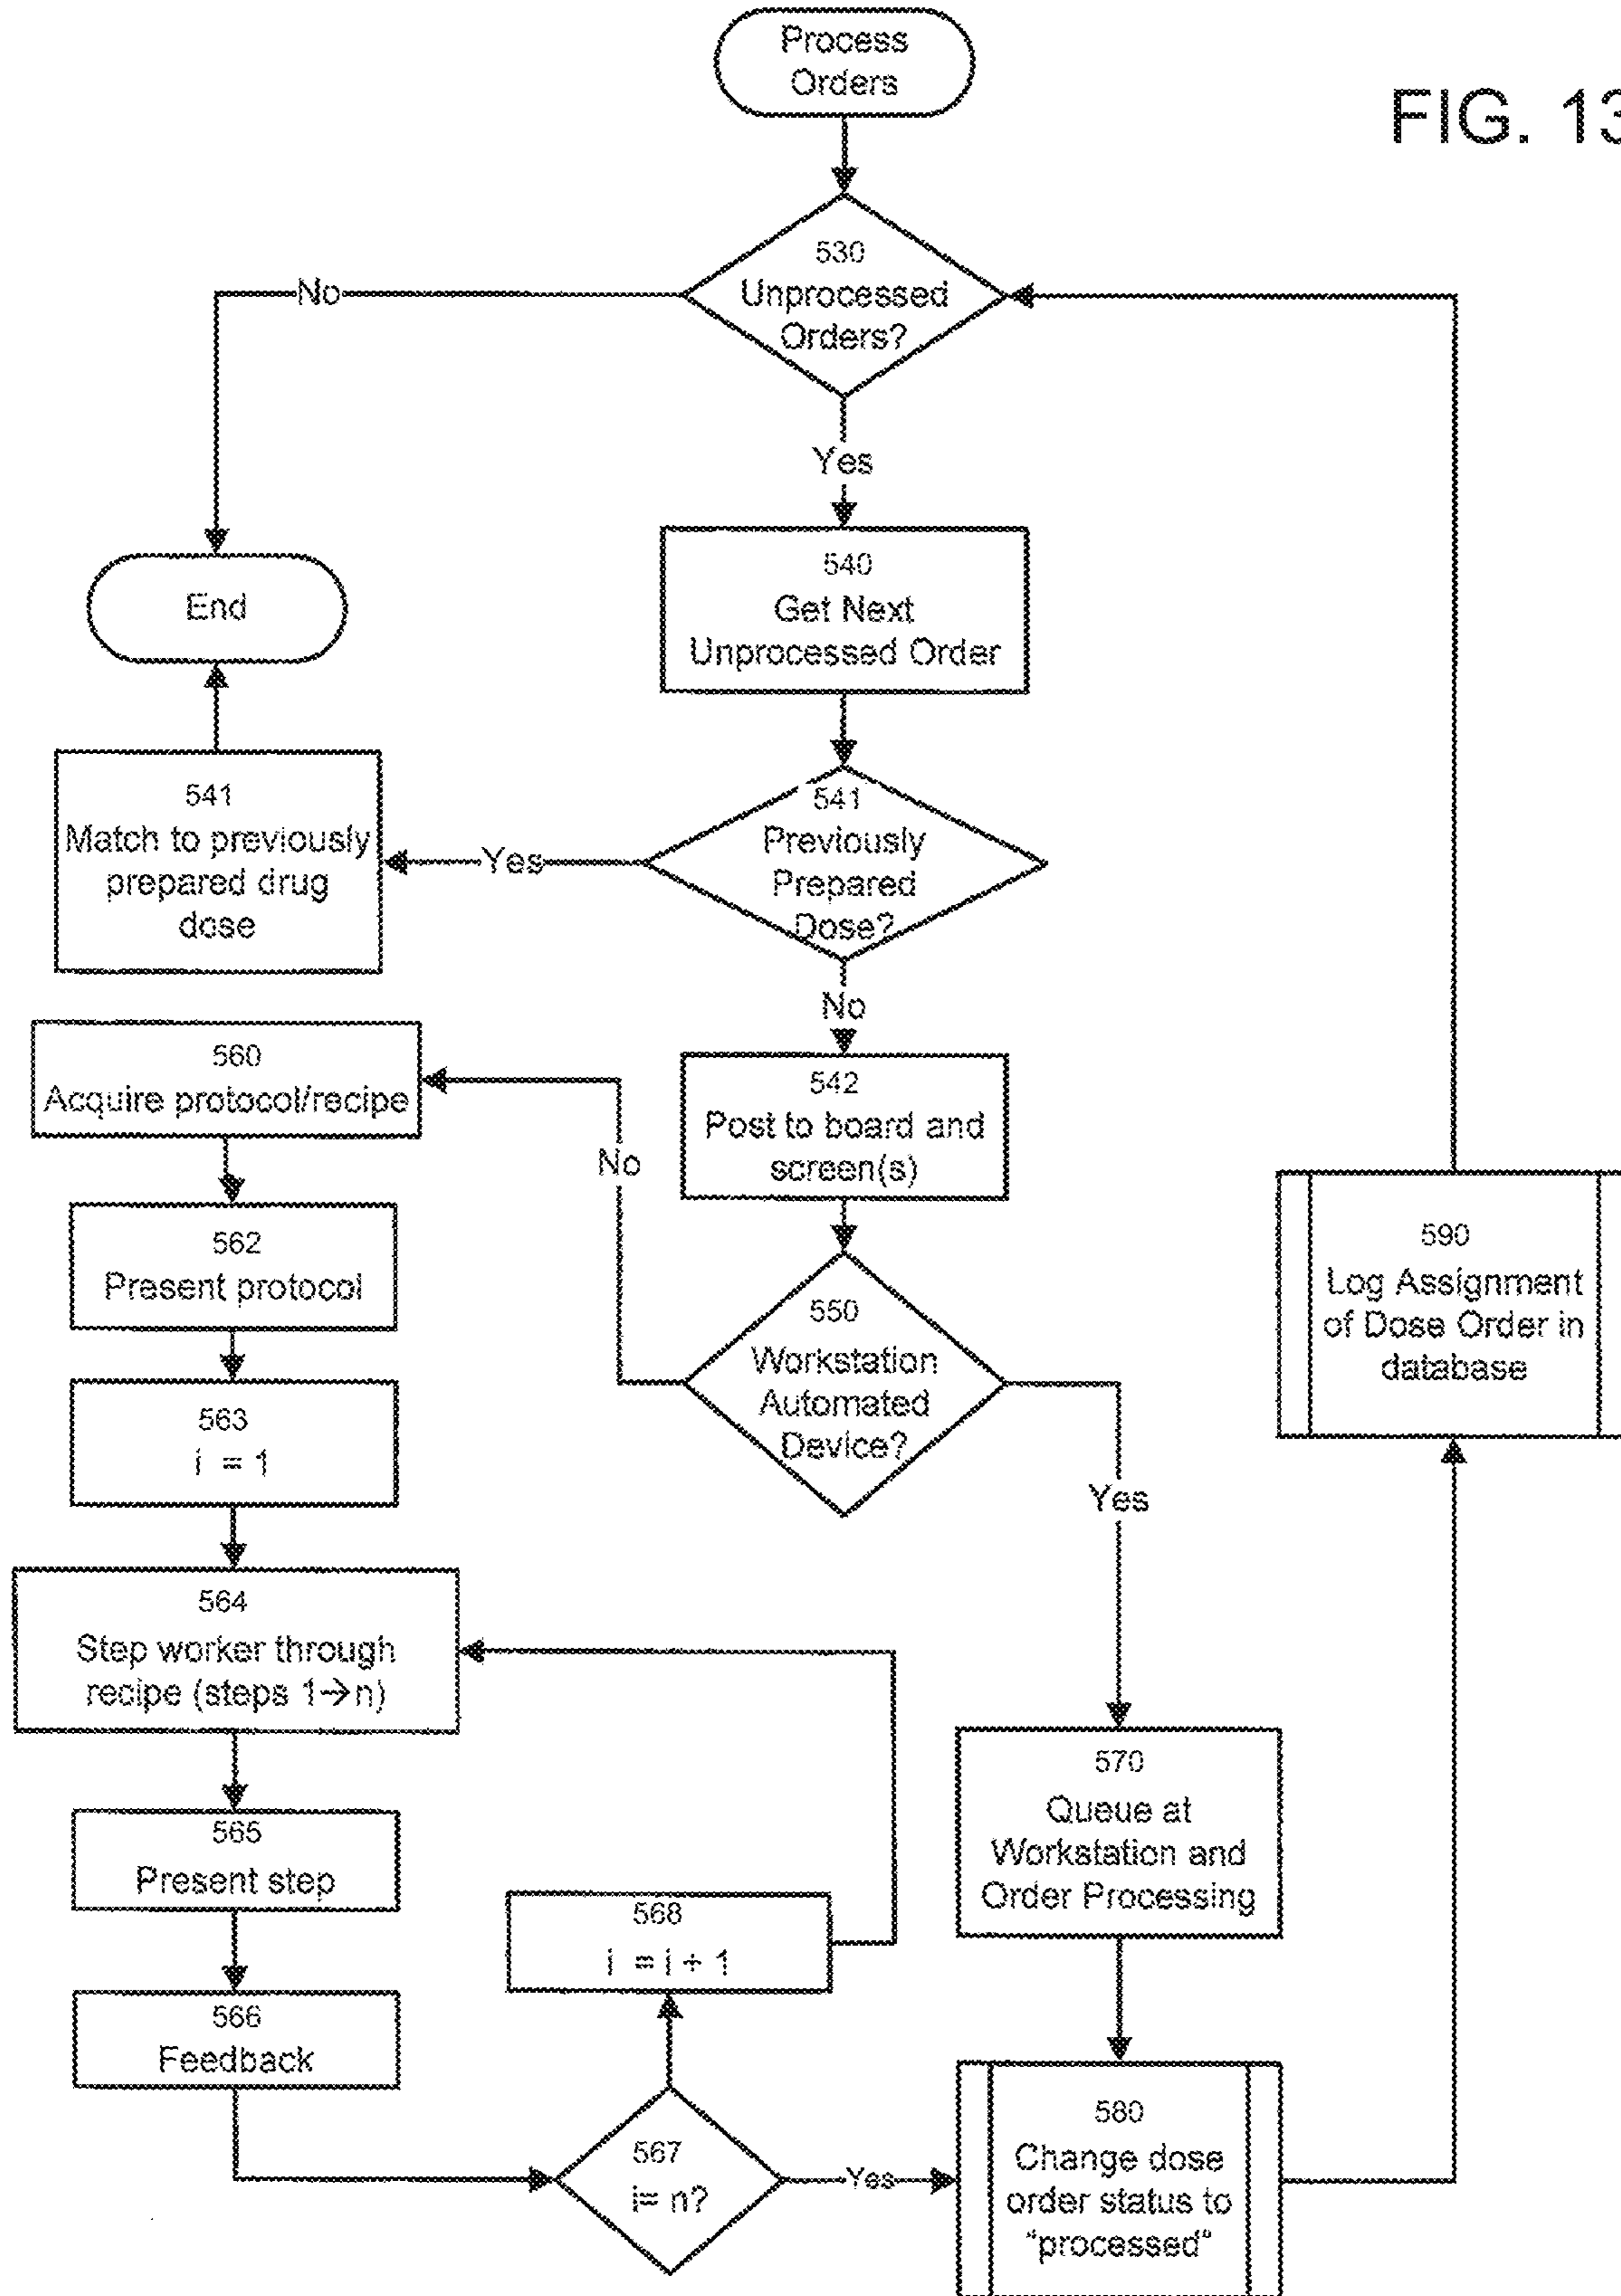 Process
Orders
FIG. 13
530
Unprocessed
Orders?
No
Yes
540
Get Next
Unprocessed Order
End
541
Match to previously
prepared drug
dose
Yes
541
Previously
Prepared
Dose?
No
560
Acquire protocol/recipe
542
Post to board and
screen(s)
No
562
Present protocol
550
Workstation
Automated
Device?
590
Log Assignment
of Dose Order in
database
563
i = 1
Yes
564
Step worker through
recipe (steps 1→n)
565
Present step
570
Queue at
Workstation and
Order Processing
568
i = i + 1
566
Feedback
567
i= n?
Yes
580
Change dose
order status to
"processed"